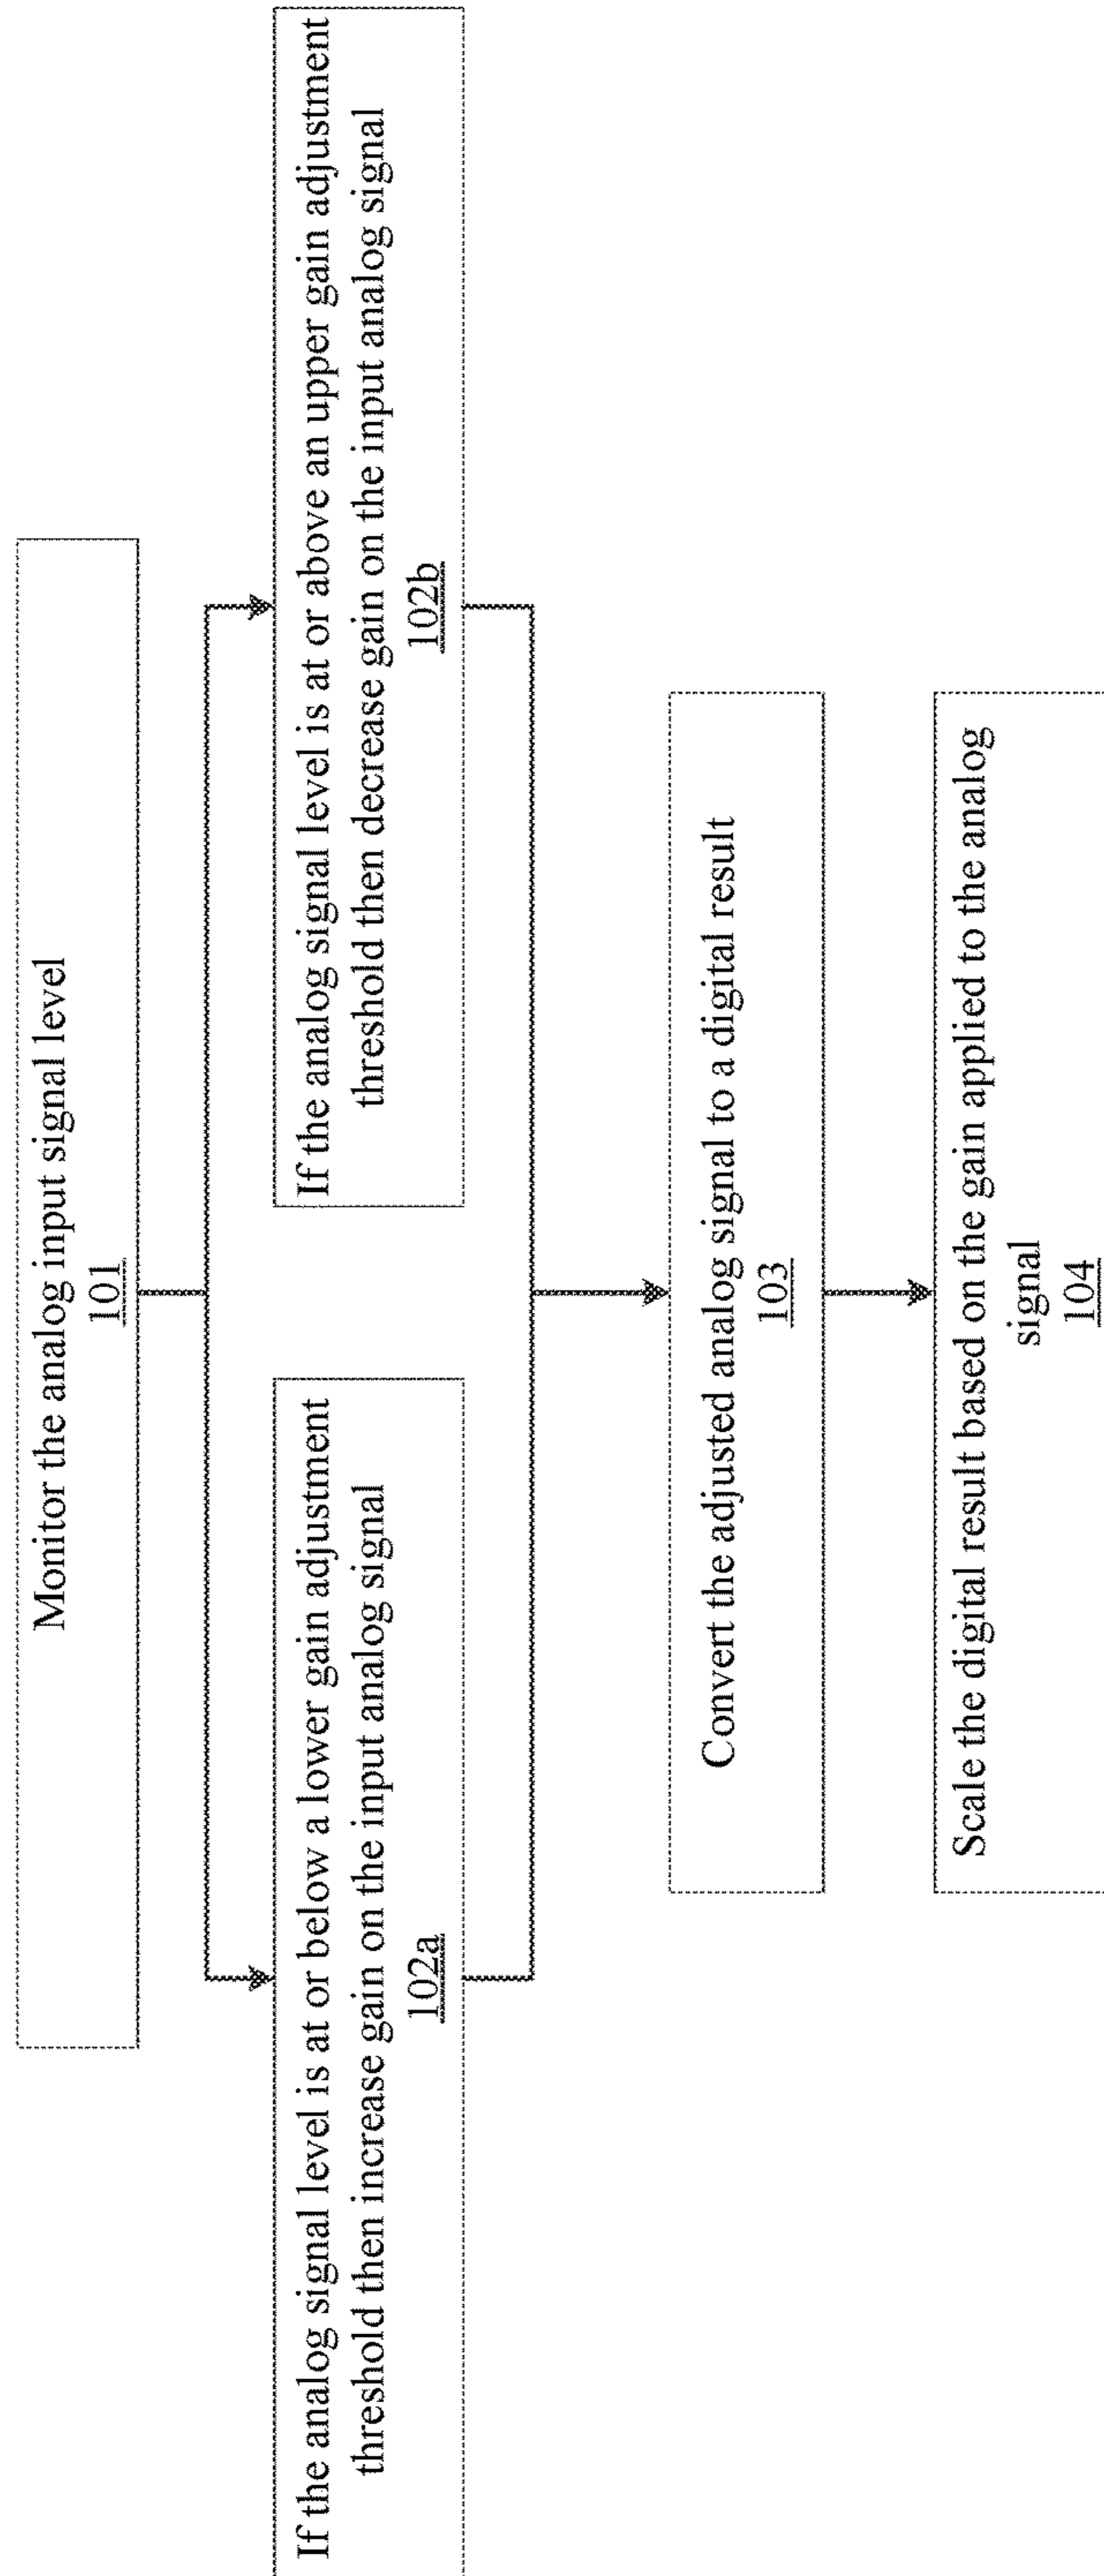 Monitor the analog input signal level
101
If the analog signal level is at or below a lower gain adjustment
threshold then increase gain on the input analog signal
102a
If the analog signal level is at or above an upper gain adjustment
threshold then decrease gain on the input analog signal
102b
Convert the adjusted analog signal to a digital result
103
Scale the digital result based on the gain applied to the analog
signal
104